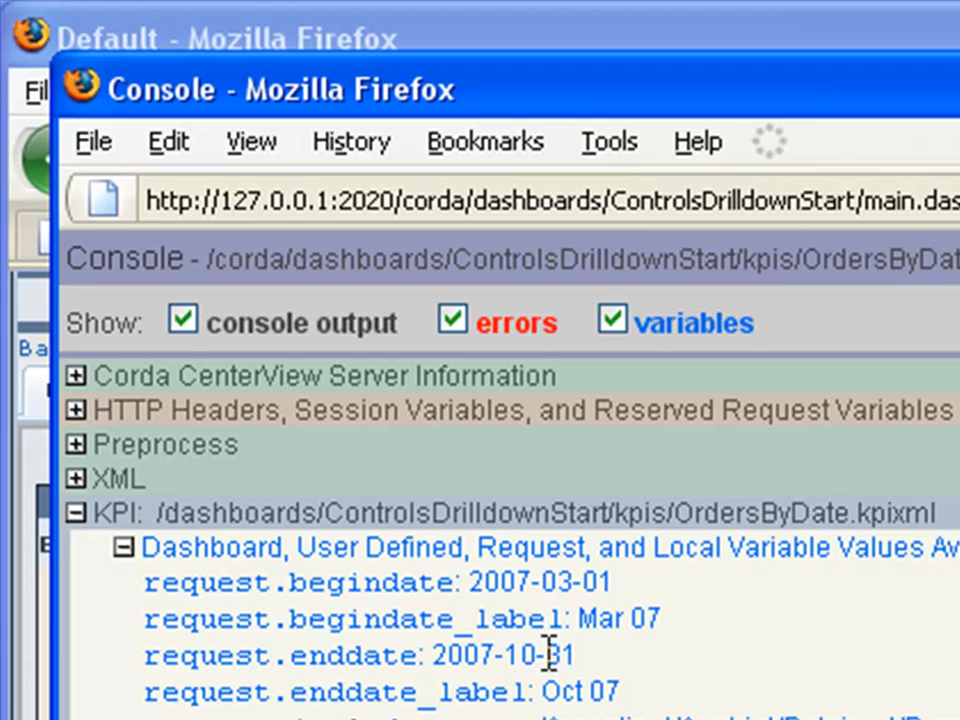 Default - Mozilla Firefox
Fil
Console - Mozilla Firefox
File Edit View History Bookmarks Tools Help
http://127.0.0.1:2020/corda/dashboards/ControlsDrilldownStart/main.das
Console - /corda/dashboards/ControlsDrilldownStart/kpis/OrdersByDat
Show: console output errors variables
Ba
Corda CenterView Server Information
HTTP Headers, Session Variables, and Reserved Request Variables
Preprocess
XML
KPI: /dashboards/ControlsDrilldownStart/kpis/OrdersByDate.kpixml
Dashboard, User Defined, Request, and Local Variable Values Av
request.begindate: 2007-03-01
request.begindate_label: Mar 07
request.enddate: 2007-10-31
request.enddate_label: Oct 07